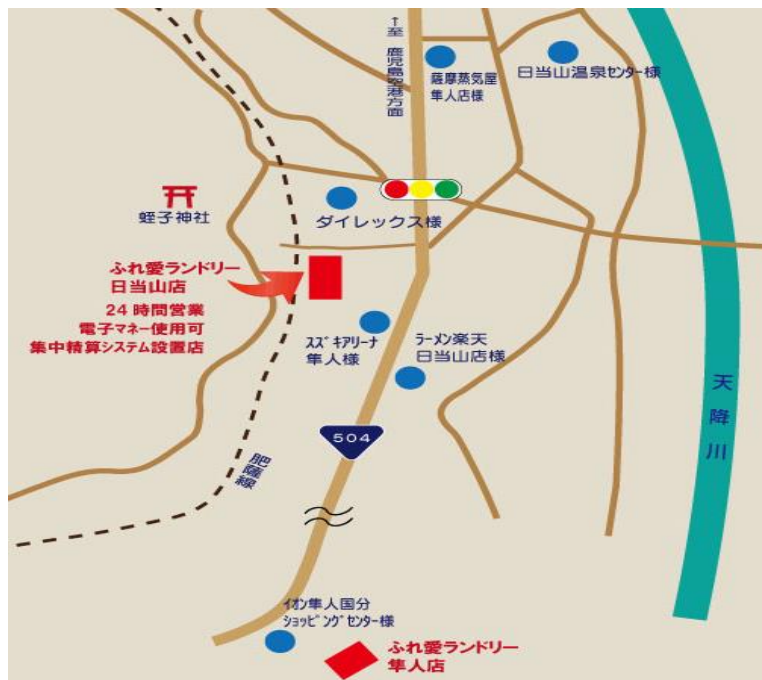 ↑至 鹿児島空港方面
薩摩蒸気屋
隼人店様
日当山温泉センター様
蛭子神社
ダイレックス様
ふれ愛ランドリー
日当山店
24時間営業
電子マネー使用可
集中精算システム設置店
スズキアリーナ
隼人様
ラーメン楽天
日当山店様
天降川
504
肥薩線
イオン隼人国分
ショッピングセンター様
ふれ愛ランドリー
隼人店